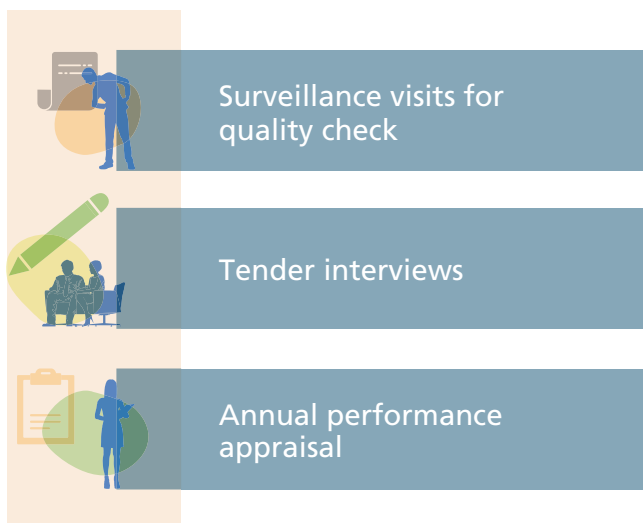 Surveillance visits for
quality check
Tender interviews
Annual performance
appraisal